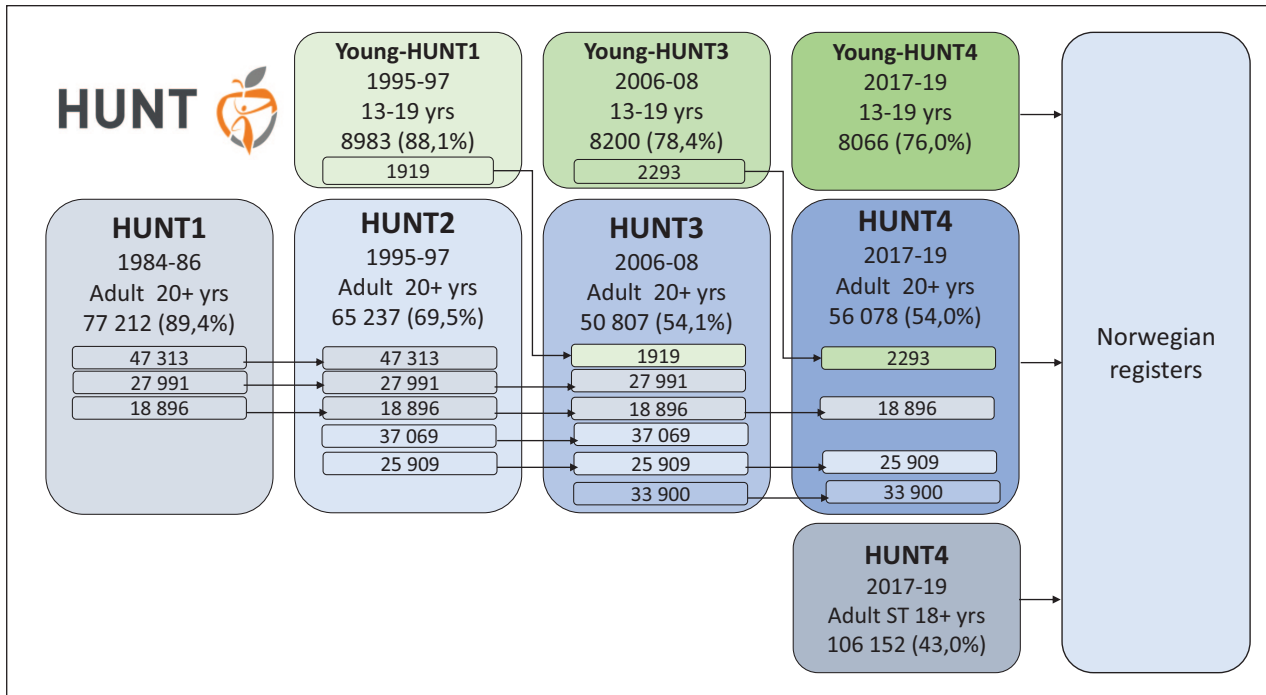 HUNT
Young-HUNT1
1995-97
13-19 yrs
8983 (88,1%)
1919
Young-HUNT3
2006-08
13-19 yrs
8200 (78,4%)
2293
Young-HUNT4
2017-19
13-19 yrs
8066 (76,0%)
HUNT1
1984-86
Adult 20+ yrs
77 212 (89,4%)
47 313
27 991
18 896
HUNT2
1995-97
Adult 20+ yrs
65 237 (69,5%)
47 313
27 991
18 896
37 069
25 909
HUNT3
2006-08
Adult 20+ yrs
50 807 (54,1%)
1919
27 991
18 896
37 069
25 909
33 900
HUNT4
2017-19
Adult 20+ yrs
56 078 (54,0%)
2293
18 896
25 909
33 900
HUNT4
2017-19
Adult ST 18+ yrs
106 152 (43,0%)
Norwegian
registers